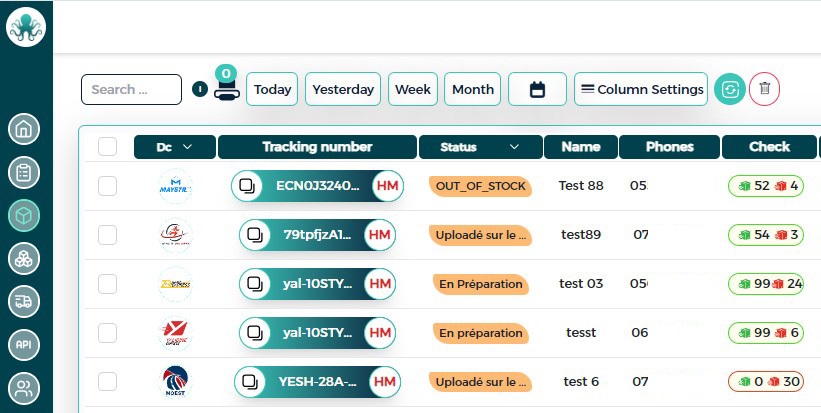 0
Search ...
Today
Yesterday
Week
Month
Column Settings
Dc
Tracking number
Status
Name
Phones
Check
MAYSTRO
ECN0J3240...
HM
OUT_OF_STOCK
Test 88
05
52
4
79tpfjzA1...
HM
Uploadé sur le ...
test89
07
54
3
yal-10STY...
HM
En Préparation
test 03
05
99
24
API
yal-10STY...
HM
En préparation
tesst
06
99
6
NOEST
YESH-28A-...
HM
Uploadé sur le ...
test 6
07
0
30